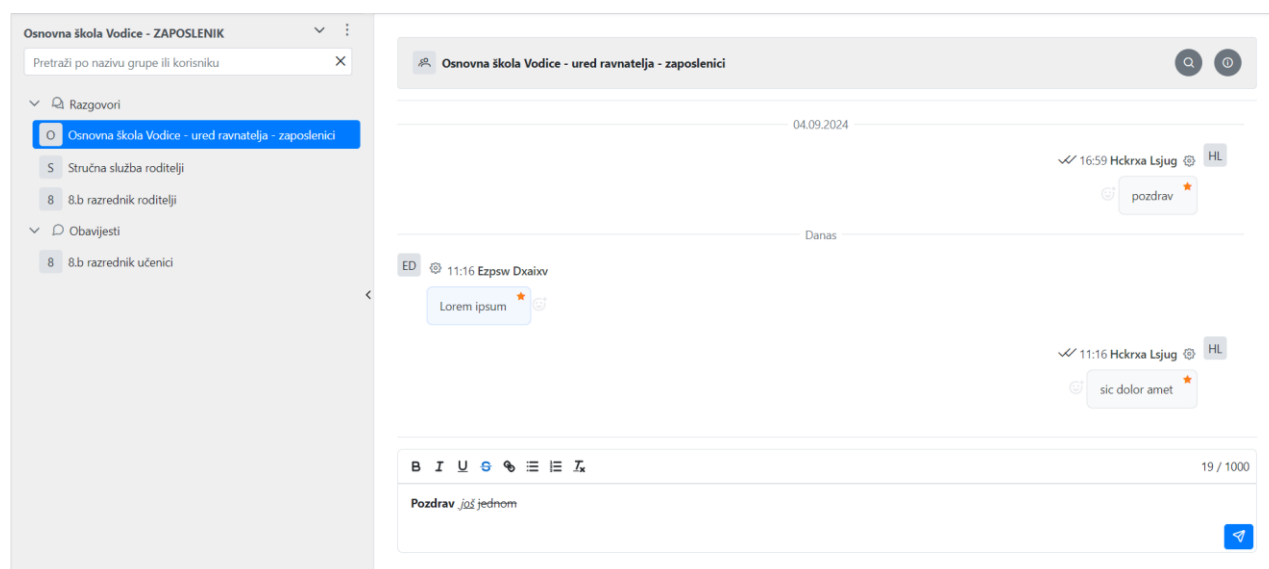 Osnovna škola Vodice - ZAPOSLENIK
Pretraži po nazivu grupe ili korisniku
Razgovori
O Osnovna škola Vodice - ured ravnatelja - zaposlenici
S Stručna služba roditelji
8 8.b razrednik roditelji
Obavijesti
8 8.b razrednik učenici
Osnovna škola Vodice - ured ravnatelja - zaposlenici
04.09.2024
16:59 Hckrxa Lsjug HL
pozdrav
Danas
ED 11:16 Ezpsw Dxaixv
Lorem ipsum
11:16 Hckrxa Lsjug HL
sic dolor amet
B I U S Tx 19 / 1000
Pozdrav još jednom